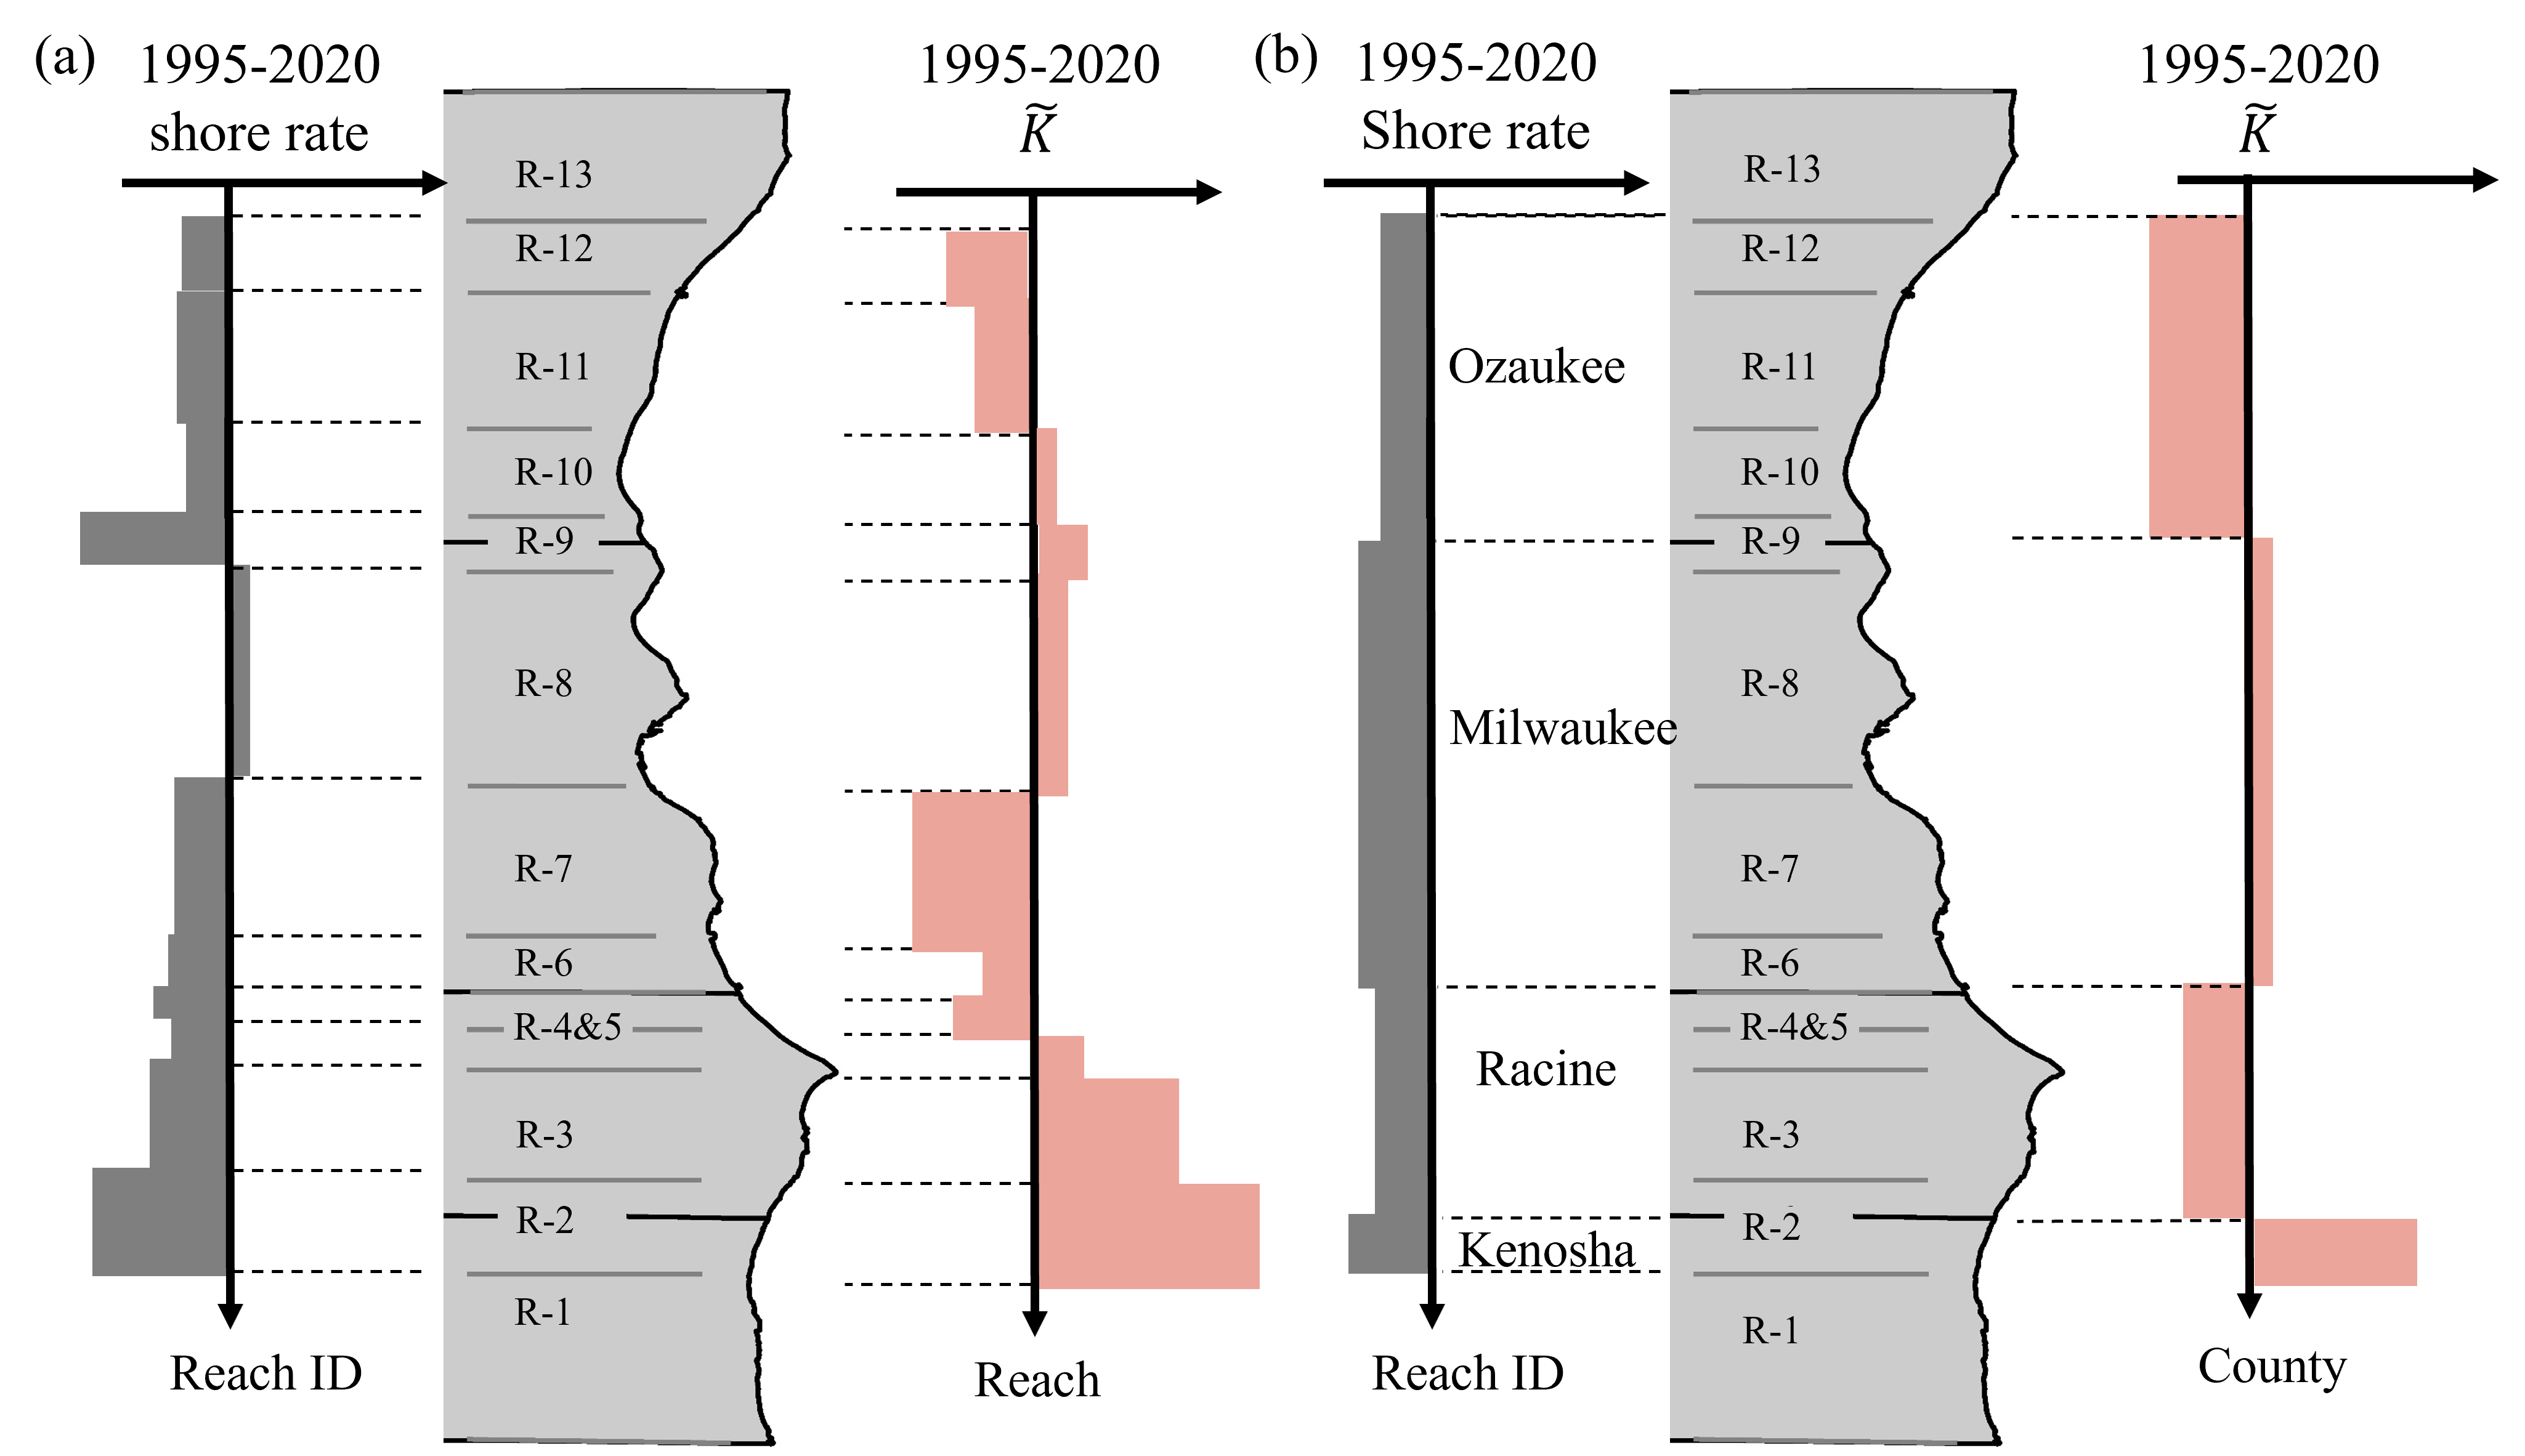 (a)
1995-2020
shore rate
R-13
R-12
R-11
R-10
R-9
R-8
R-7
R-6
R-4&5
R-3
R-2
R-1
Reach ID
1995-2020
K̃
Reach
(b)
1995-2020
Shore rate
Ozaukee
Milwaukee
Racine
Kenosha
Reach ID
R-13
R-12
R-11
R-10
R-9
R-8
R-7
R-6
R-4&5
R-3
R-2
R-1
1995-2020
K̃
County